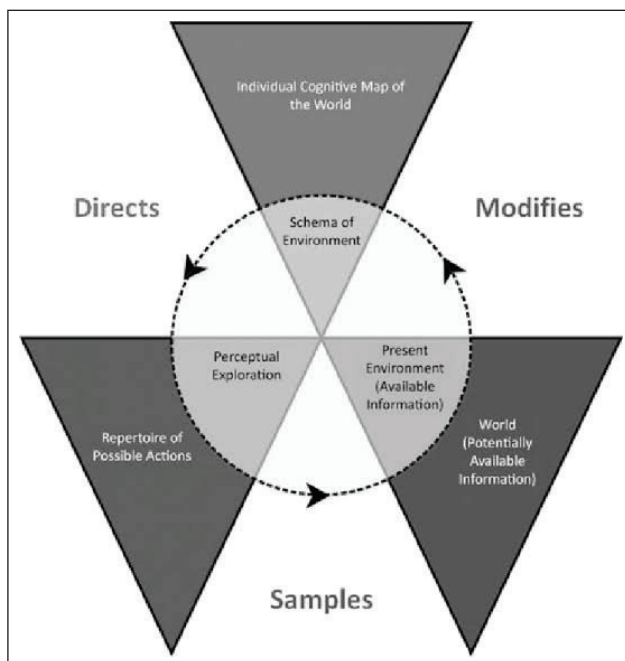 Individual Cognitive Map of
the World
Directs
Modifies
Schema of
Environment
Perceptual
Exploration
Present
Environment
(Available
Information)
Repertoire of
Possible Actions
World
(Potentially
Available
Information)
Samples